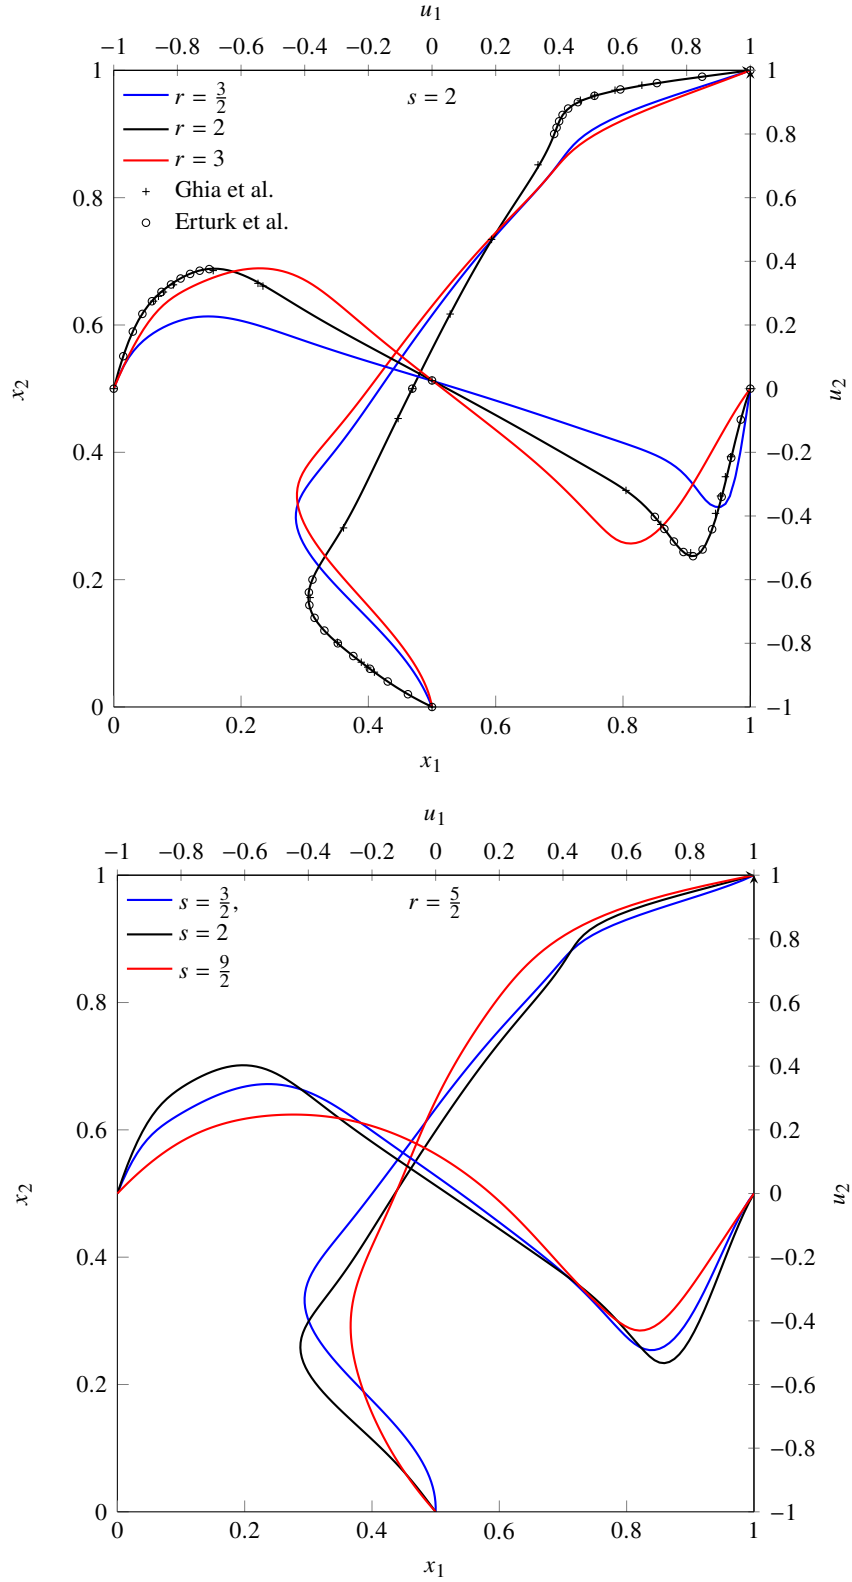 u₁
−1 −0.8 −0.6 −0.4 −0.2 0 0.2 0.4 0.6 0.8 1
1 1
r = 3/2 s = 2
r = 2
0.8
r = 3
Ghia et al.
0.8 0.6
Erturk et al.
0.4
0.6 0.2
x₂ 0 u₂
0.4 −0.2
−0.4
0.2 −0.6
−0.8
0 −1
0 0.2 0.4 0.6 0.8 1
x₁
u₁
−1 −0.8 −0.6 −0.4 −0.2 0 0.2 0.4 0.6 0.8 1
1 1
s = 3/2, r = 5/2
s = 2 0.8
s = 9/2
0.8 0.6
0.4
0.6 0.2
x₂ 0 u₂
0.4 −0.2
−0.4
0.2 −0.6
−0.8
0 −1
0 0.2 0.4 0.6 0.8 1
x₁